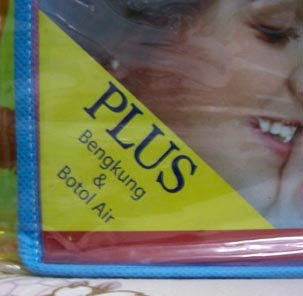 PLUS
Bengkung
&
Botol Air